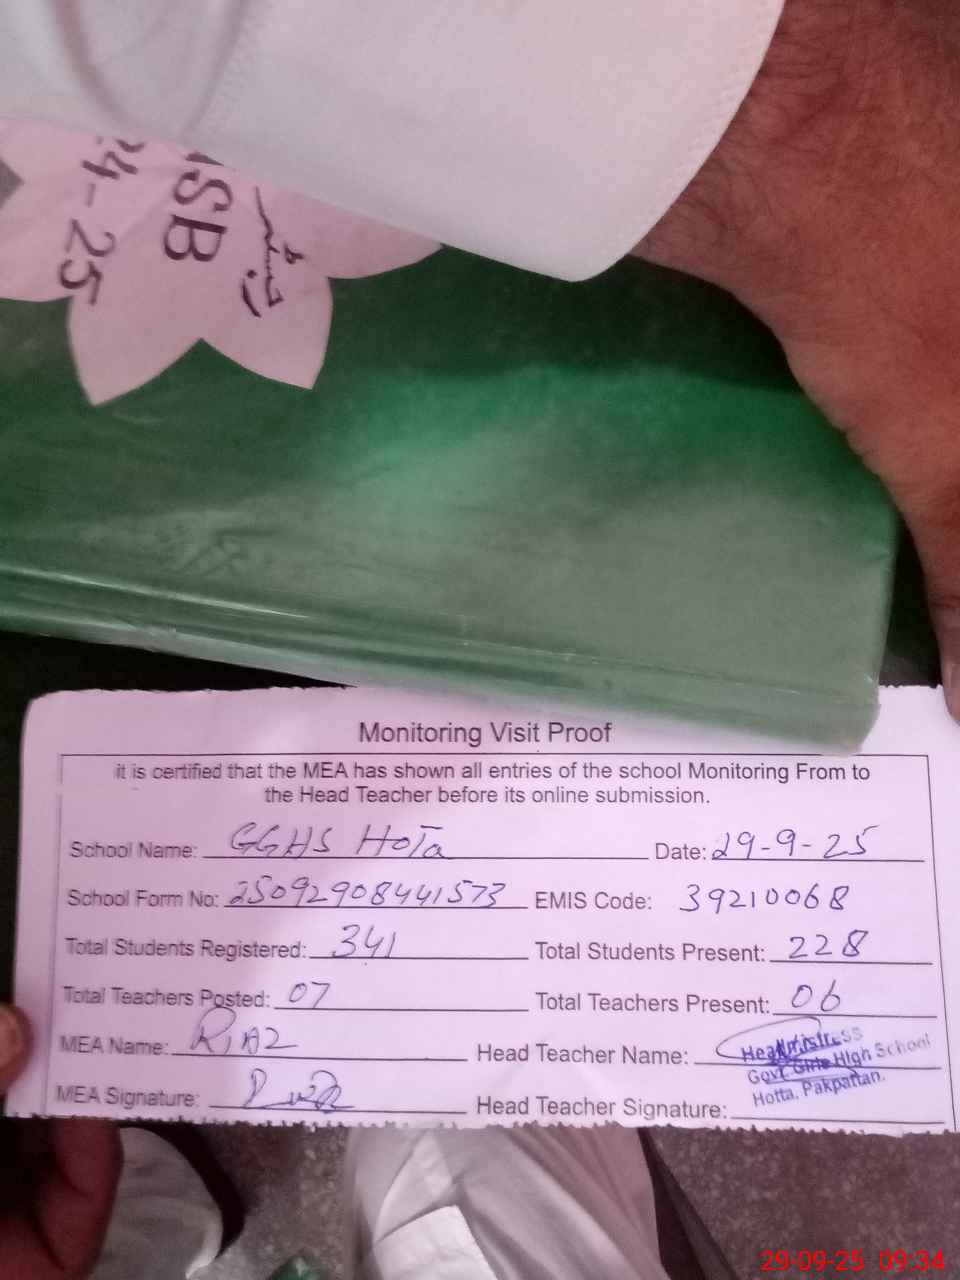 NSB
24-25
رجسٹر
Monitoring Visit Proof
it is certified that the MEA has shown all entries of the school Monitoring From to
the Head Teacher before its online submission.
School Name: GGHS Hota Date: 29-9-25
School Form No: 25092908441573 EMIS Code: 39210068
Total Students Registered: 341 Total Students Present: 228
Total Teachers Posted: 07 Total Teachers Present: 06
MEA Name: RIAZ Head Teacher Name: Headmistress
Govt Girls High School
Hotta, Pakpattan.
MEA Signature: Head Teacher Signature:
29-09-25 09:34